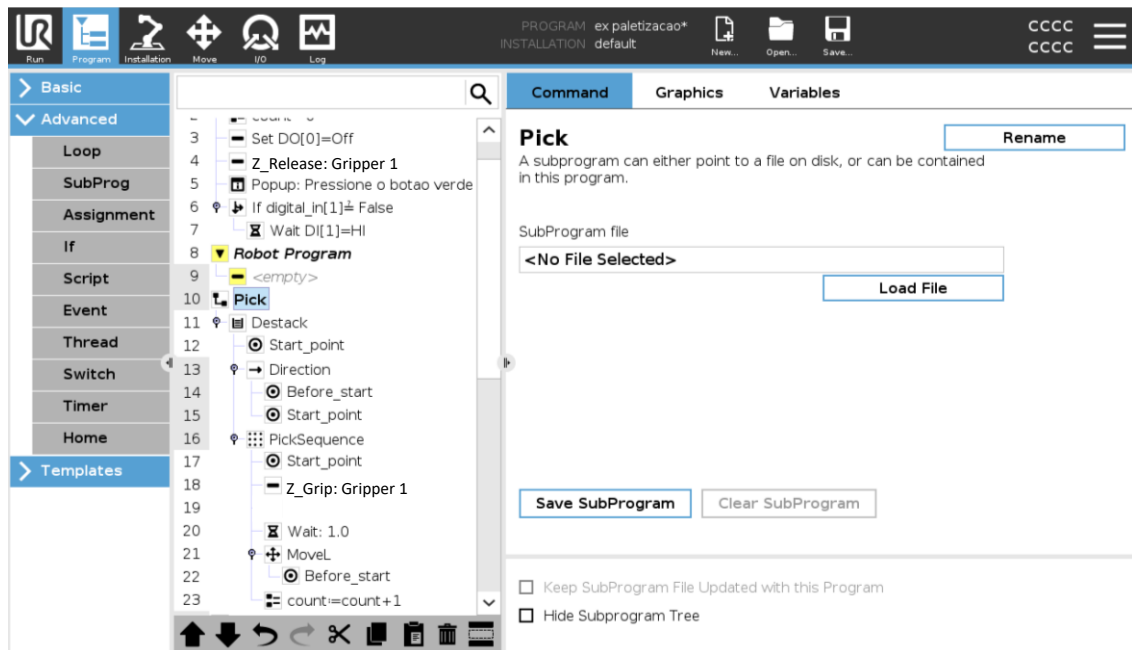 PROGRAM ex paletizacao*
INSTALLATION default
UR
Run Program Installation Move I/O Log
New... Open... Save...
CCCC
CCCC
Basic
Advanced
Loop
SubProg
Assignment
If
Script
Event
Thread
Switch
Timer
Home
Templates
2 count
3 Set DO[0]=Off
4 Z_Release: Gripper 1
5 Popup: Pressione o botao verde
6 If digital_in[1]≟ False
7 Wait DI[1]=HI
8 Robot Program
9 <empty>
10 Pick
11 Destack
12 Start_point
13 Direction
14 Before_start
15 Start_point
16 PickSequence
17 Start_point
18 Z_Grip: Gripper 1
19
20 Wait: 1.0
21 MoveL
22 Before_start
23 count≔count+1
Command Graphics Variables
Pick
Rename
A subprogram can either point to a file on disk, or can be contained
in this program.
SubProgram file
<No File Selected>
Load File
Save SubProgram Clear SubProgram
Keep SubProgram File Updated with this Program
Hide Subprogram Tree